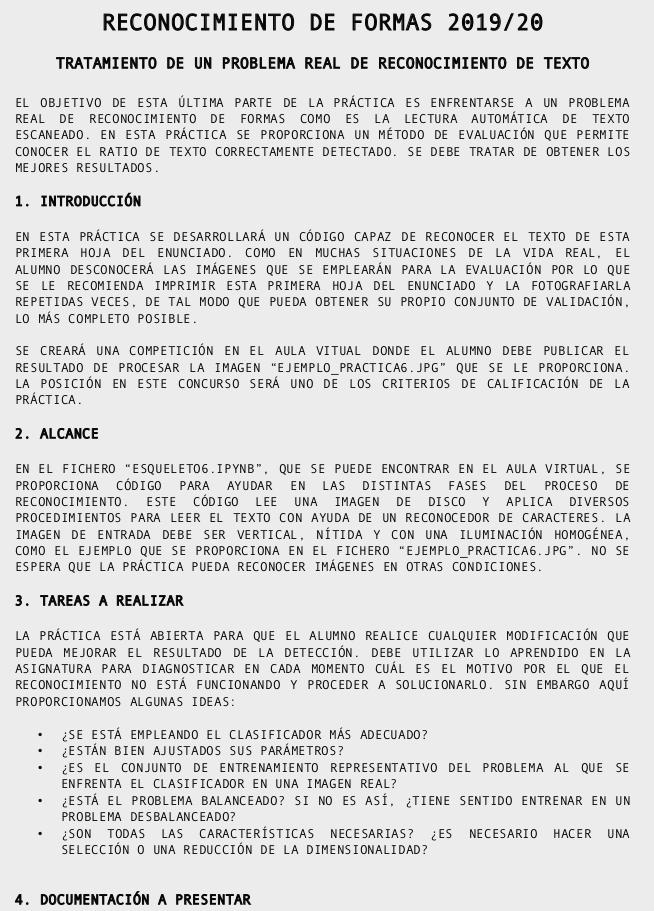 RECONOCIMIENTO DE FORMAS 2019/20
TRATAMIENTO DE UN PROBLEMA REAL DE RECONOCIMIENTO DE TEXTO
EL OBJETIVO DE ESTA ÚLTIMA PARTE DE LA PRÁCTICA ES ENFRENTARSE A UN PROBLEMA
REAL DE RECONOCIMIENTO DE FORMAS COMO ES LA LECTURA AUTOMÁTICA DE TEXTO
ESCANEADO. EN ESTA PRÁCTICA SE PROPORCIONA UN MÉTODO DE EVALUACIÓN QUE PERMITE
CONOCER EL RATIO DE TEXTO CORRECTAMENTE DETECTADO. SE DEBE TRATAR DE OBTENER LOS
MEJORES RESULTADOS.
1. INTRODUCCIÓN
EN ESTA PRÁCTICA SE DESARROLLARÁ UN CÓDIGO CAPAZ DE RECONOCER EL TEXTO DE ESTA
PRIMERA HOJA DEL ENUNCIADO. COMO EN MUCHAS SITUACIONES DE LA VIDA REAL, EL
ALUMNO DESCONOCERÁ LAS IMÁGENES QUE SE EMPLEARÁN PARA LA EVALUACIÓN POR LO QUE
SE LE RECOMIENDA IMPRIMIR ESTA PRIMERA HOJA DEL ENUNCIADO Y LA FOTOGRAFIARLA
REPETIDAS VECES, DE TAL MODO QUE PUEDA OBTENER SU PROPIO CONJUNTO DE VALIDACIÓN,
LO MÁS COMPLETO POSIBLE.
SE CREARÁ UNA COMPETICIÓN EN EL AULA VITUAL DONDE EL ALUMNO DEBE PUBLICAR EL
RESULTADO DE PROCESAR LA IMAGEN “EJEMPLO_PRACTICA6.JPG” QUE SE LE PROPORCIONA.
LA POSICIÓN EN ESTE CONCURSO SERÁ UNO DE LOS CRITERIOS DE CALIFICACIÓN DE LA
PRÁCTICA.
2. ALCANCE
EN EL FICHERO “ESQUELETO6.IPYNB”, QUE SE PUEDE ENCONTRAR EN EL AULA VIRTUAL, SE
PROPORCIONA CÓDIGO PARA AYUDAR EN LAS DISTINTAS FASES DEL PROCESO DE
RECONOCIMIENTO. ESTE CÓDIGO LEE UNA IMAGEN DE DISCO Y APLICA DIVERSOS
PROCEDIMIENTOS PARA LEER EL TEXTO CON AYUDA DE UN RECONOCEDOR DE CARACTERES. LA
IMAGEN DE ENTRADA DEBE SER VERTICAL, NÍTIDA Y CON UNA ILUMINACIÓN HOMOGÉNEA,
COMO EL EJEMPLO QUE SE PROPORCIONA EN EL FICHERO “EJEMPLO_PRACTICA6.JPG”. NO SE
ESPERA QUE LA PRÁCTICA PUEDA RECONOCER IMÁGENES EN OTRAS CONDICIONES.
3. TAREAS A REALIZAR
LA PRÁCTICA ESTÁ ABIERTA PARA QUE EL ALUMNO REALICE CUALQUIER MODIFICACIÓN QUE
PUEDA MEJORAR EL RESULTADO DE LA DETECCIÓN. DEBE UTILIZAR LO APRENDIDO EN LA
ASIGNATURA PARA DIAGNOSTICAR EN CADA MOMENTO CUÁL ES EL MOTIVO POR EL QUE EL
RECONOCIMIENTO NO ESTÁ FUNCIONANDO Y PROCEDER A SOLUCIONARLO. SIN EMBARGO AQUÍ
PROPORCIONAMOS ALGUNAS IDEAS:
• ¿SE ESTÁ EMPLEANDO EL CLASIFICADOR MÁS ADECUADO?
• ¿ESTÁN BIEN AJUSTADOS SUS PARÁMETROS?
• ¿ES EL CONJUNTO DE ENTRENAMIENTO REPRESENTATIVO DEL PROBLEMA AL QUE SE
ENFRENTA EL CLASIFICADOR EN UNA IMAGEN REAL?
• ¿ESTÁ EL PROBLEMA BALANCEADO? SI NO ES ASÍ, ¿TIENE SENTIDO ENTRENAR EN UN
PROBLEMA DESBALANCEADO?
• ¿SON TODAS LAS CARACTERÍSTICAS NECESARIAS? ¿ES NECESARIO HACER UNA
SELECCIÓN O UNA REDUCCIÓN DE LA DIMENSIONALIDAD?
4. DOCUMENTACIÓN A PRESENTAR